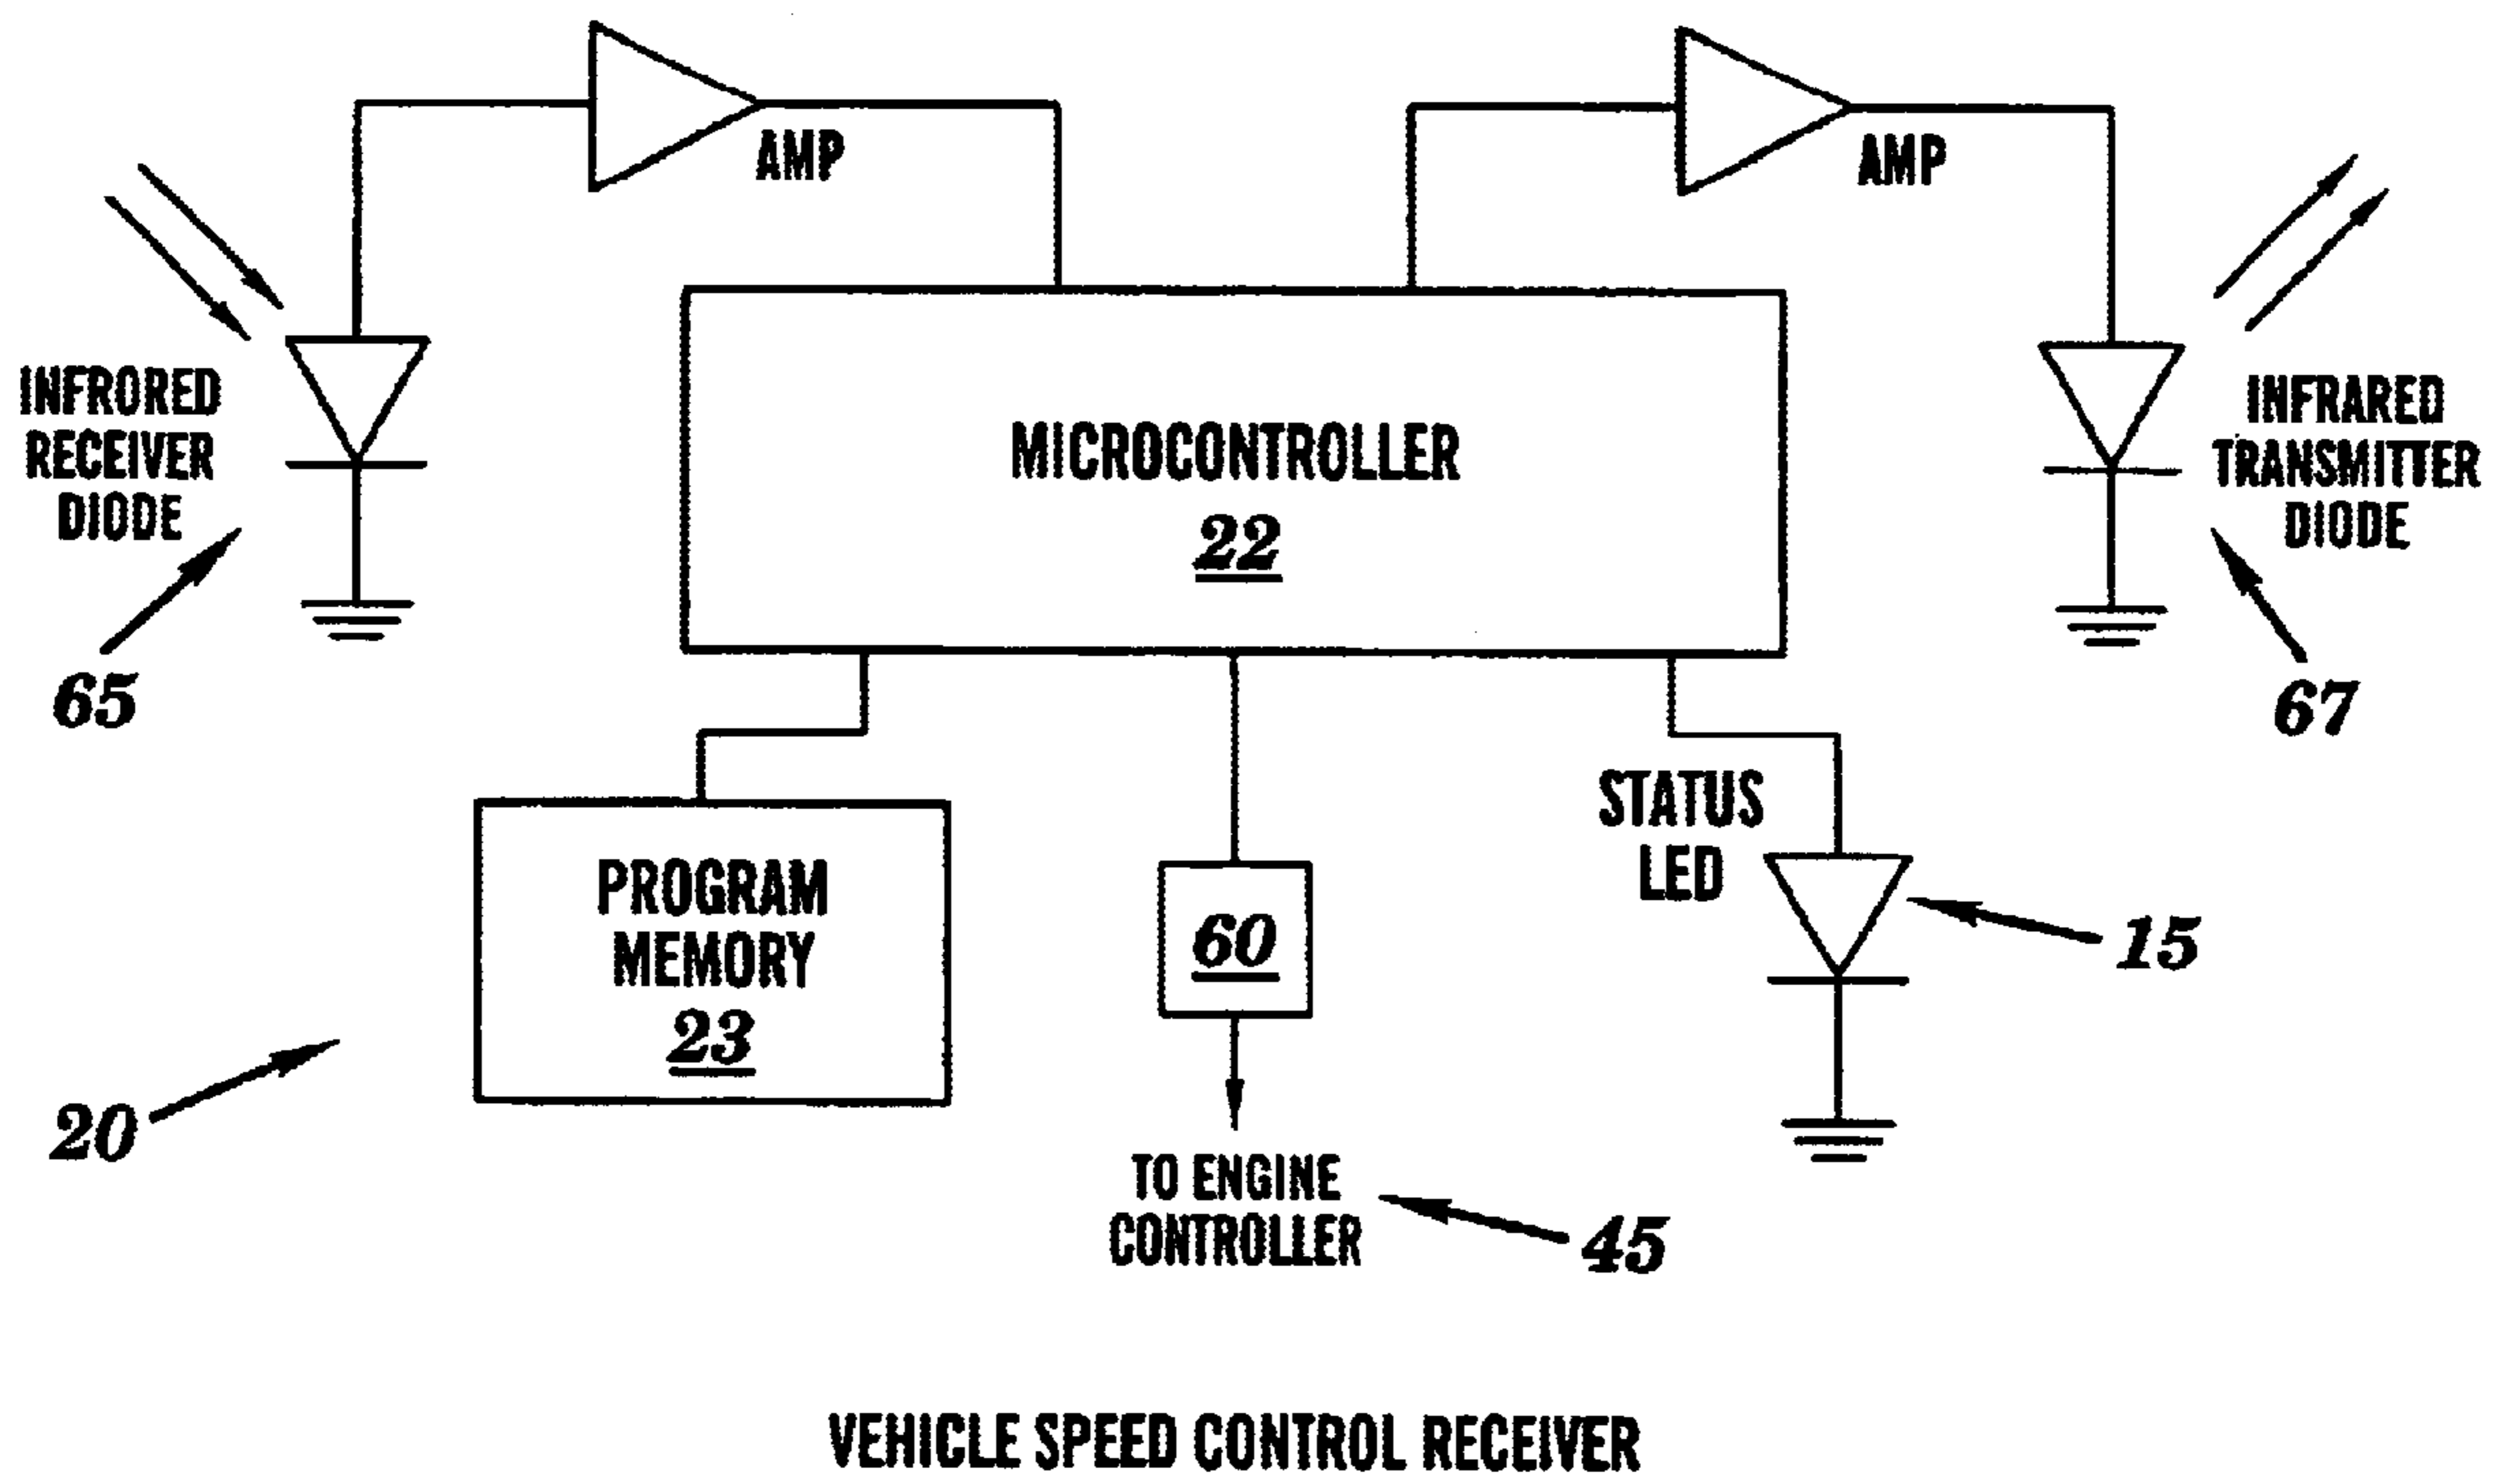 AMP
AMP
INFRORED
RECEIVER
DIODE
65
MICROCONTROLLER
22
INFRARED
TRANSMITTER
DIODE
67
PROGRAM
MEMORY
23
60
STATUS
LED
15
20
TO ENGINE
CONTROLLER
45
VEHICLE SPEED CONTROL RECEIVER